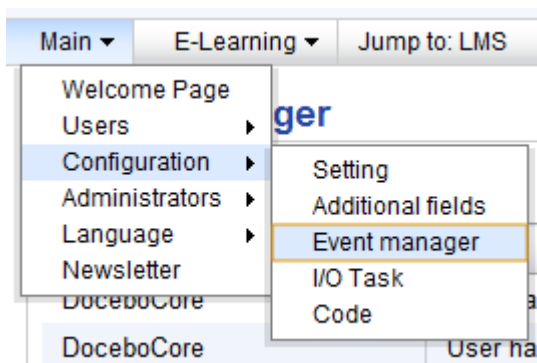 Main E-Learning Jump to: LMS
ger
Welcome Page
Users
Configuration
Administrators
Language
Newsletter
Setting
Additional fields
Event manager
I/O Task
Code
DoceboCore
DoceboCore User ha